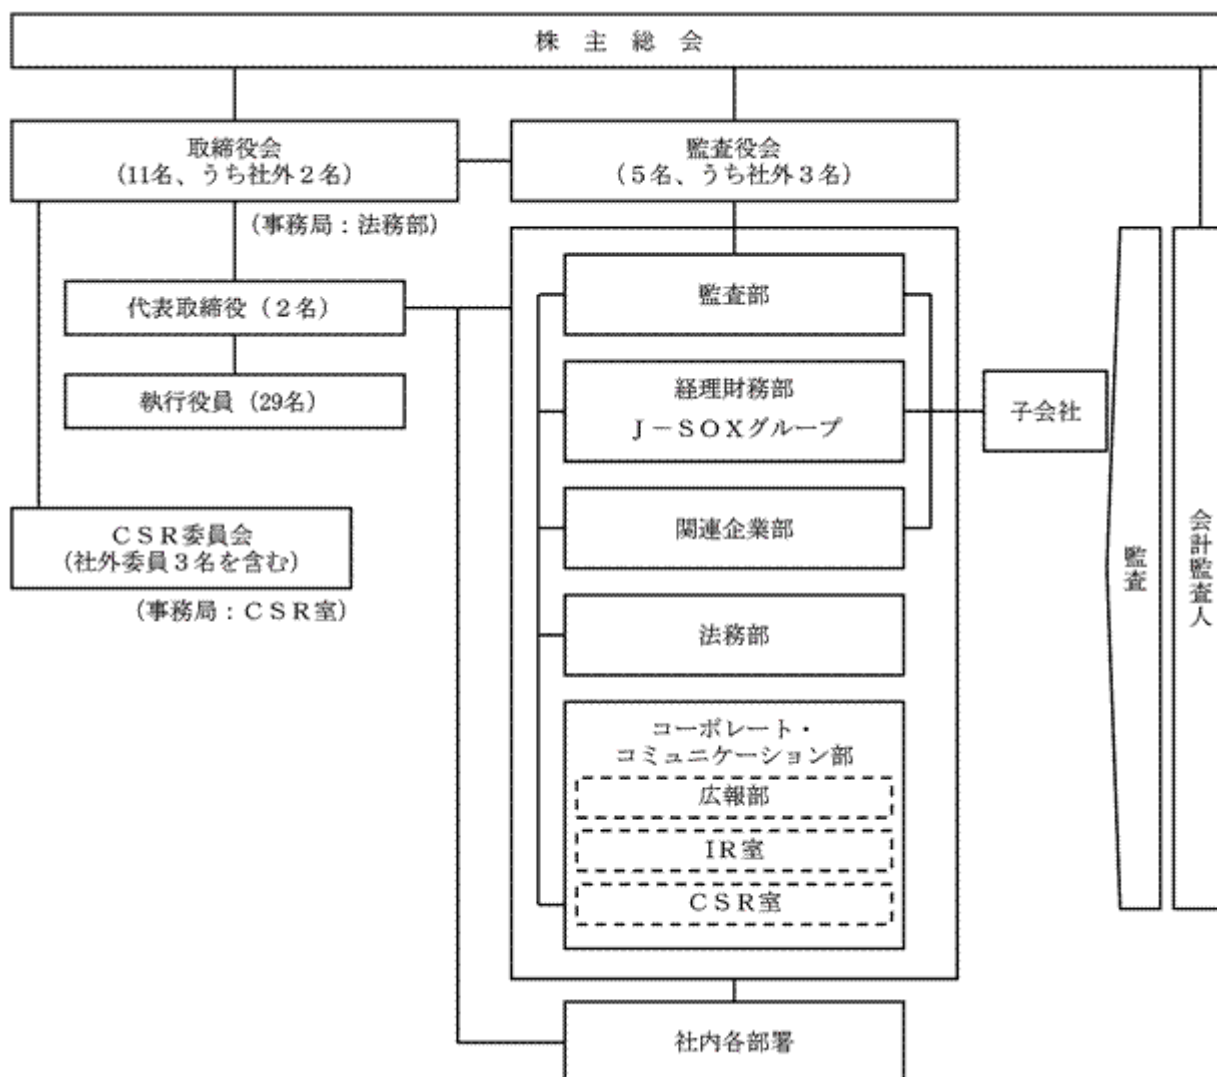 株主総会
取締役会
(11名、うち社外２名)
監査役会
(５名、うち社外３名)
(事務局：法務部)
代表取締役（２名）
執行役員（29名）
ＣＳＲ委員会
(社外委員３名を含む)
(事務局：ＣＳＲ室)
監査部
経理財務部
Ｊ－ＳＯＸグループ
関連企業部
法務部
コーポレート・
コミュニケーション部
広報部
IR室
ＣＳＲ室
社内各部署
子会社
監査
会計監査人